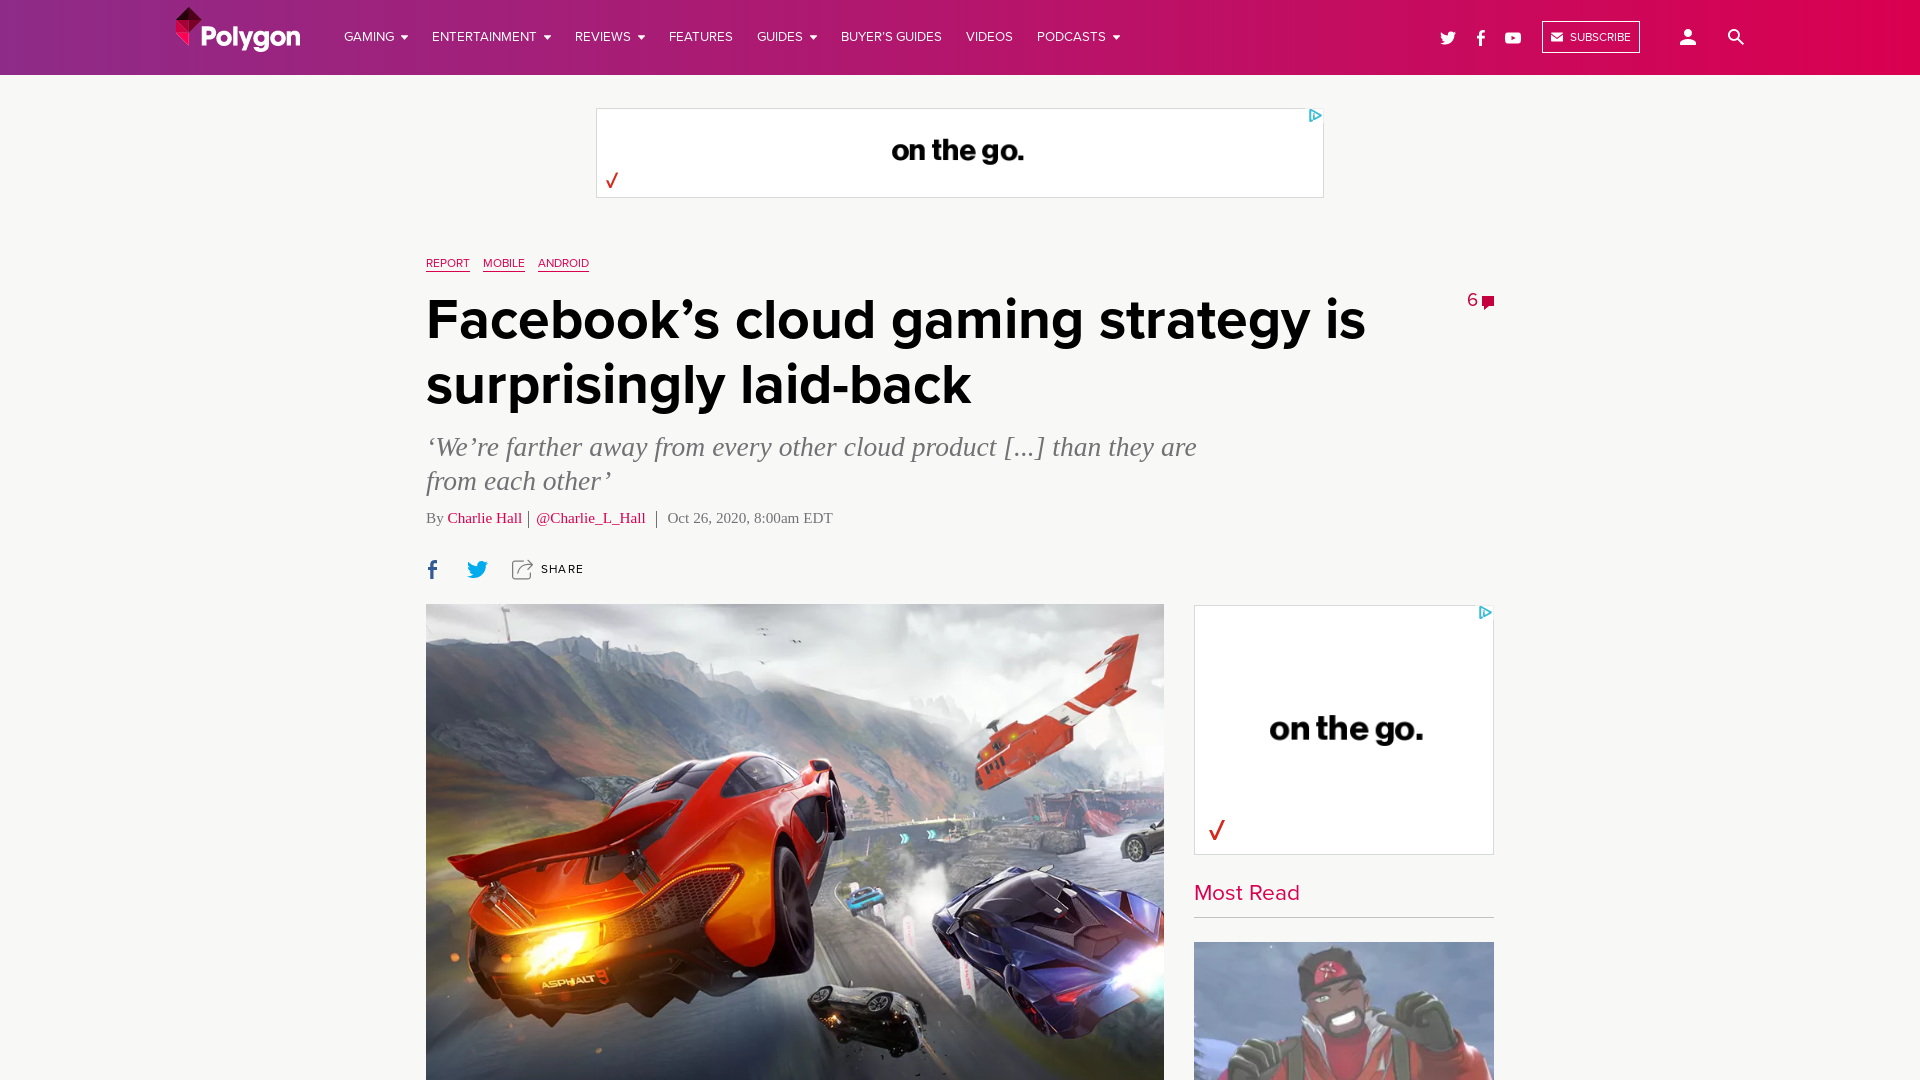 Polygon
GAMING
ENTERTAINMENT
REVIEWS
FEATURES
GUIDES
BUYER'S GUIDES
VIDEOS
PODCASTS
SUBSCRIBE
on the go.
REPORT MOBILE ANDROID
Facebook’s cloud gaming strategy is
surprisingly laid-back
6
‘We’re farther away from every other cloud product [...] than they are
from each other’
By Charlie Hall | @Charlie_L_Hall | Oct 26, 2020, 8:00am EDT
SHARE
ASPHALT 9
on the go.
Most Read